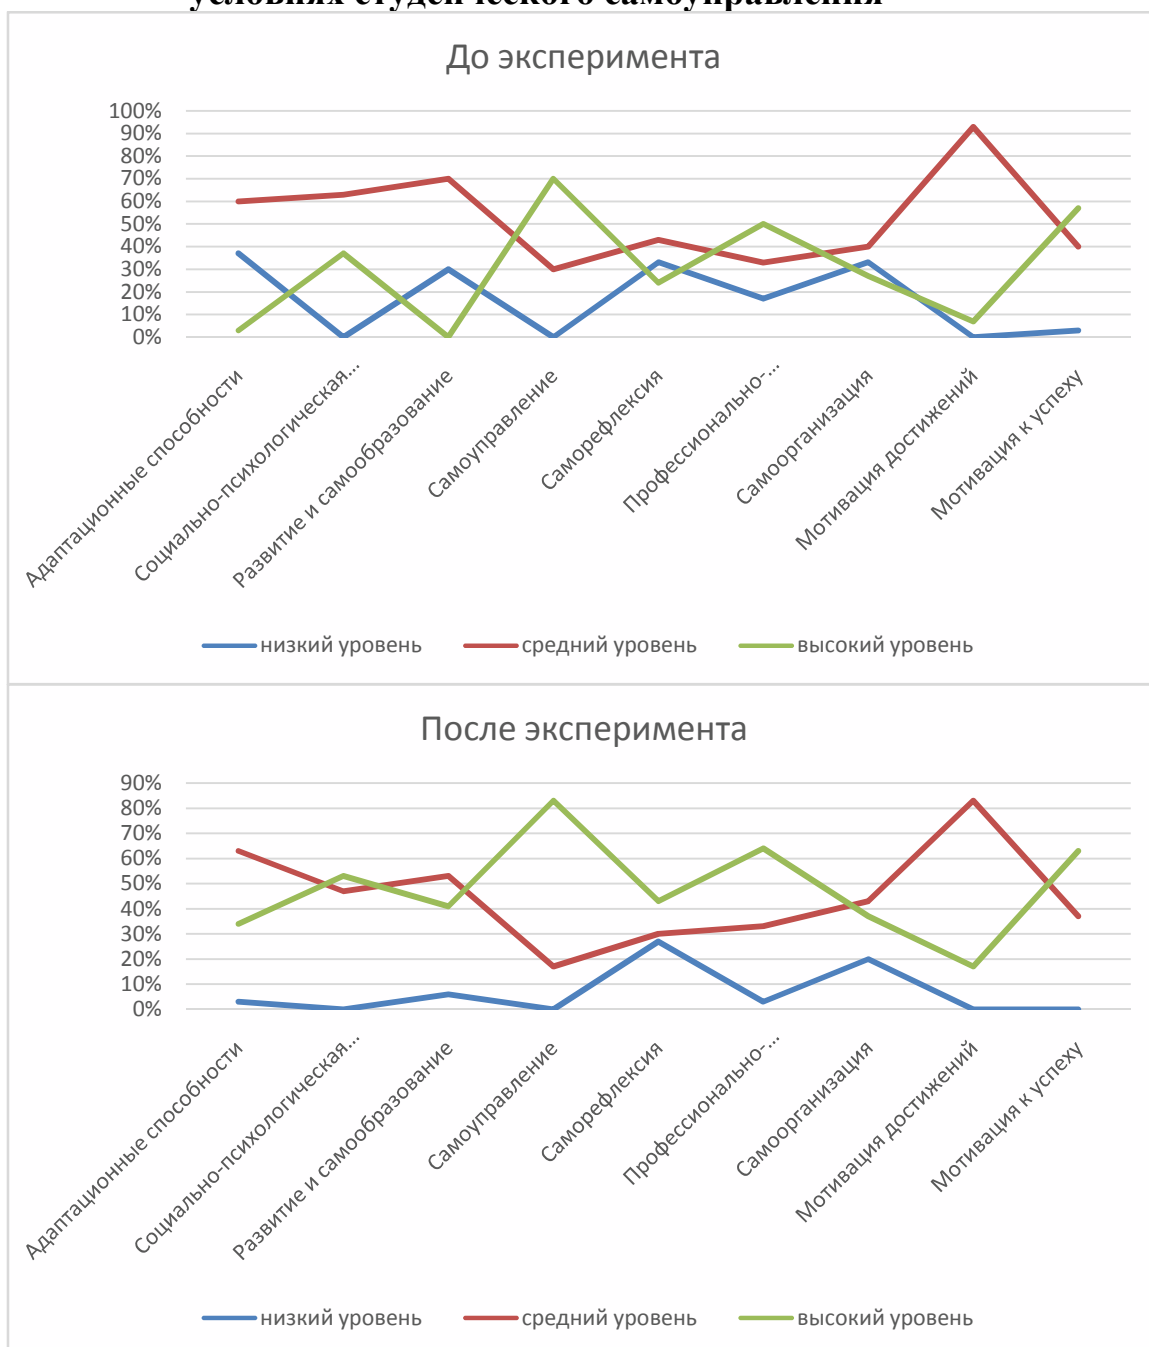 условиях студенческого самоуправления
До эксперимента
100%
90%
80%
70%
60%
50%
40%
30%
20%
10%
0%
Адаптационные способности
Социально-психологическая...
Развитие и самообразование
Самоуправление
Саморефлексия
Профессионально-...
Самоорганизация
Мотивация достижений
Мотивация к успеху
низкий уровень средний уровень высокий уровень
После эксперимента
90%
80%
70%
60%
50%
40%
30%
20%
10%
0%
Адаптационные способности
Социально-психологическая...
Развитие и самообразование
Самоуправление
Саморефлексия
Профессионально-...
Самоорганизация
Мотивация достижений
Мотивация к успеху
низкий уровень средний уровень высокий уровень